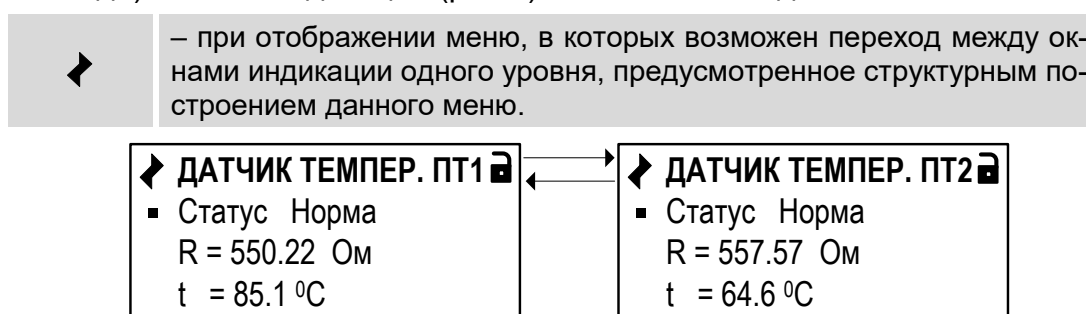 – при отображении меню, в которых возможен переход между ок-
нами индикации одного уровня, предусмотренное структурным по-
строением данного меню.
ДАТЧИК ТЕМПЕР. ПТ1
Статус Норма
R = 550.22 Ом
t = 85.1 ⁰С
ДАТЧИК ТЕМПЕР. ПТ2
Статус Норма
R = 557.57 Ом
t = 64.6 ⁰С